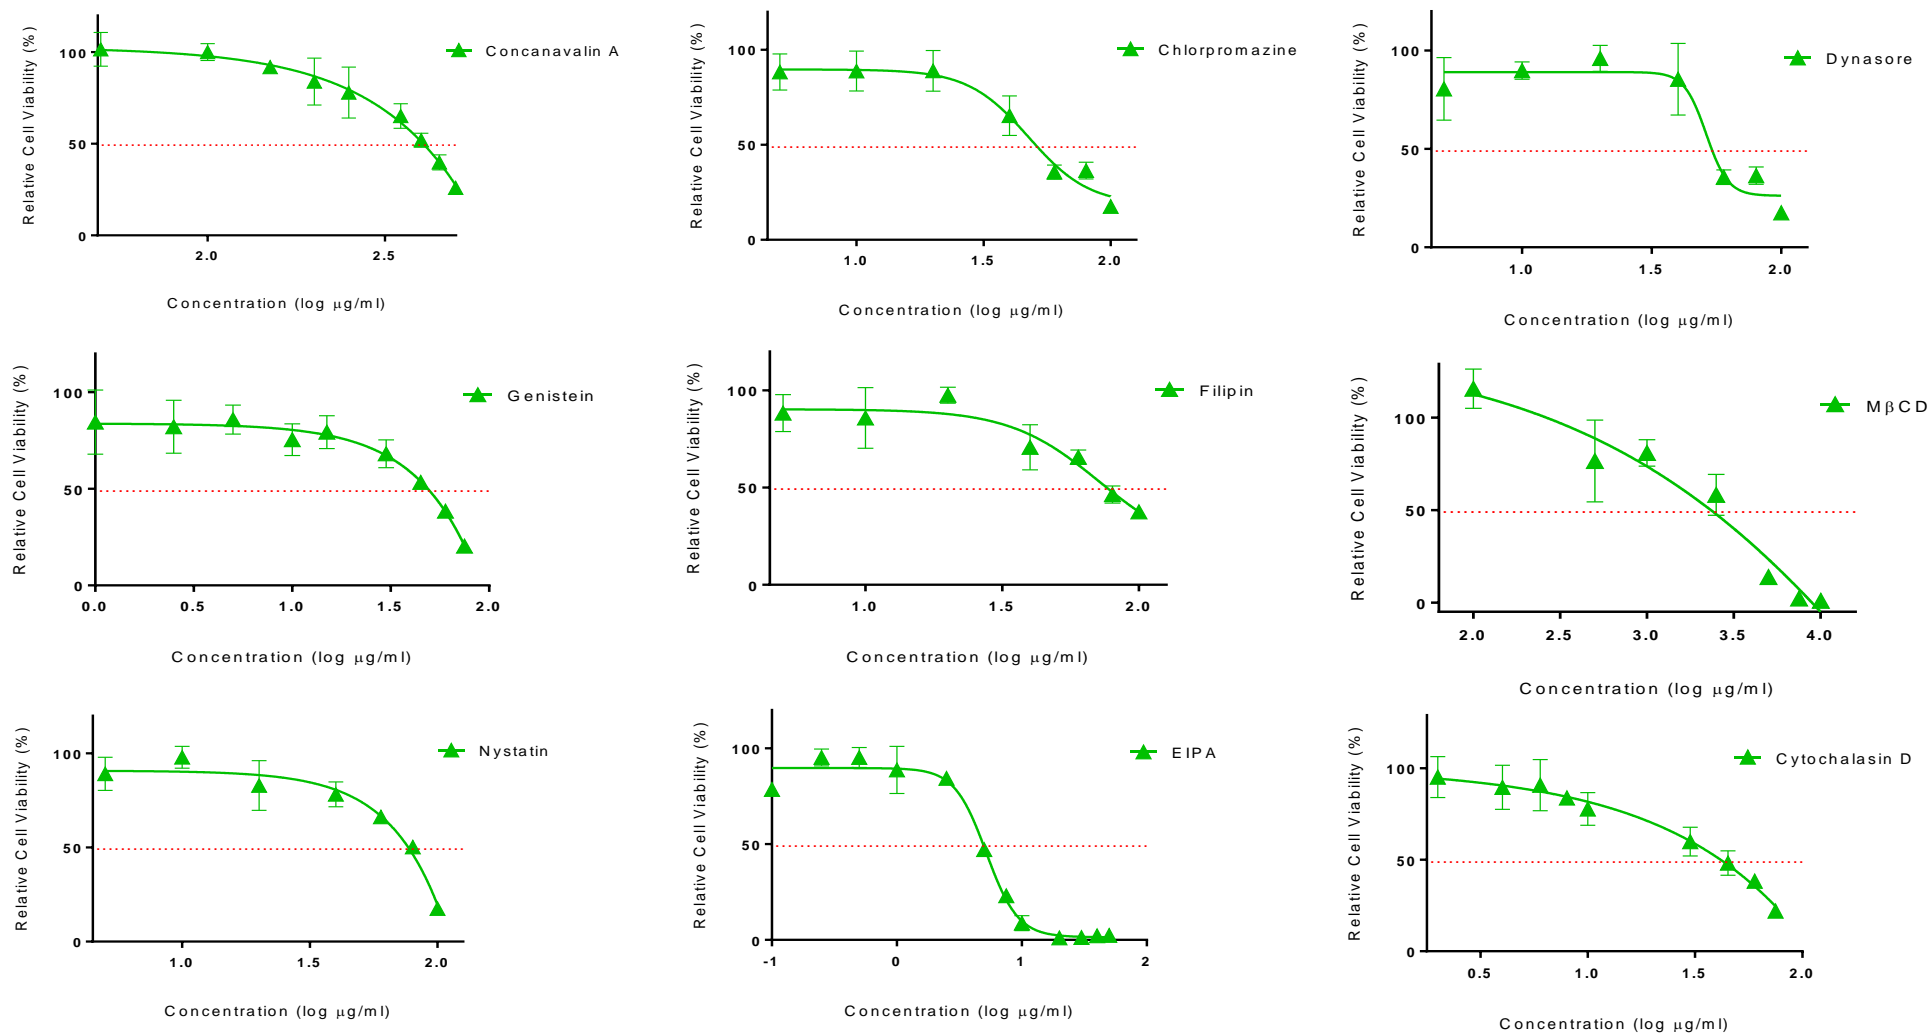 Relative Cell Viability (%)
100
50
0
2.0 2.5
Concentration (log µg/ml)
Concanavalin A
Relative Cell Viability (%)
100
50
0
1.0 1.5 2.0
Concentration (log µg/ml)
Chlorpromazine
Relative Cell Viability (%)
100
50
0
1.0 1.5 2.0
Concentration (log µg/ml)
Dynasore
Relative Cell Viability (%)
100
50
0
0.0 0.5 1.0 1.5 2.0
Concentration (log µg/ml)
Genistein
Relative Cell Viability (%)
100
50
0
1.0 1.5 2.0
Concentration (log µg/ml)
Filipin
Relative Cell Viability (%)
100
50
0
2.0 2.5 3.0 3.5 4.0
Concentration (log µg/ml)
MβCD
Relative Cell Viability (%)
100
50
0
1.0 1.5 2.0
Concentration (log µg/ml)
Nystatin
Relative Cell Viability (%)
100
50
0
-1 0 1 2
Concentration (log µg/ml)
EIPA
Relative Cell Viability (%)
100
50
0
0.5 1.0 1.5 2.0
Concentration (log µg/ml)
Cytochalasin D